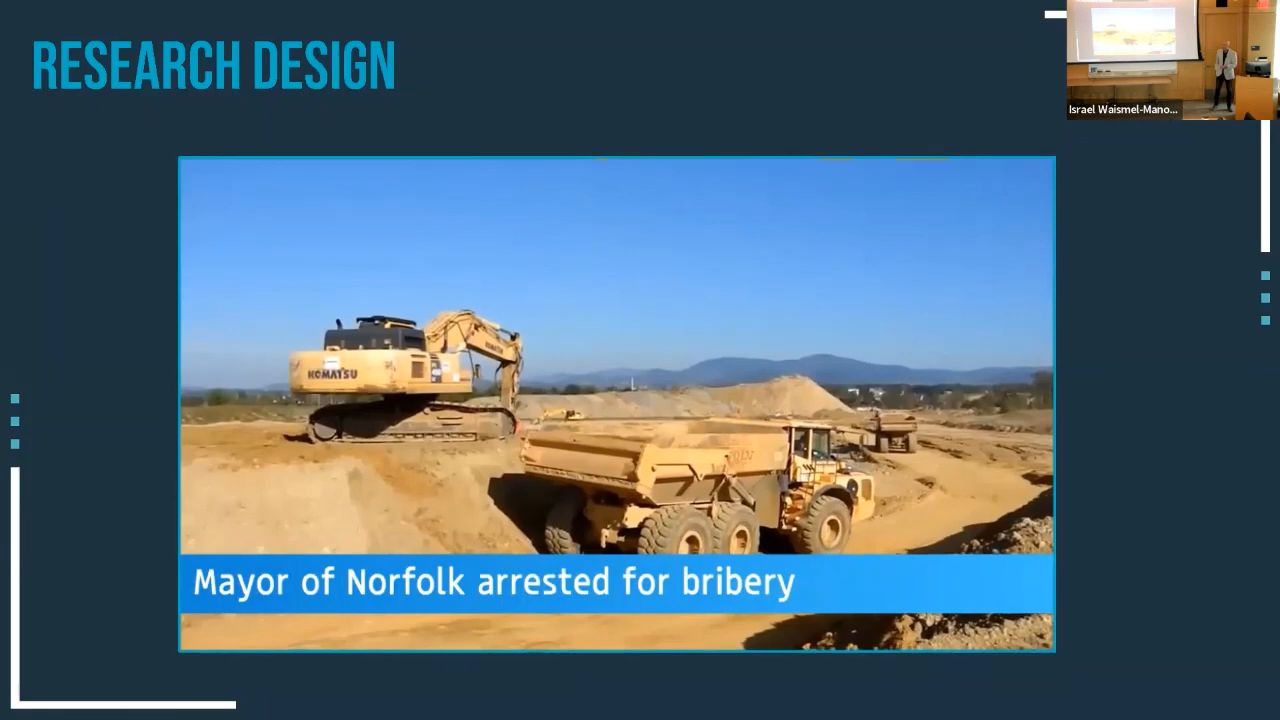 RESEARCH DESIGN
Israel Waismel-Mano...
KOMATSU
Mayor of Norfolk arrested for bribery